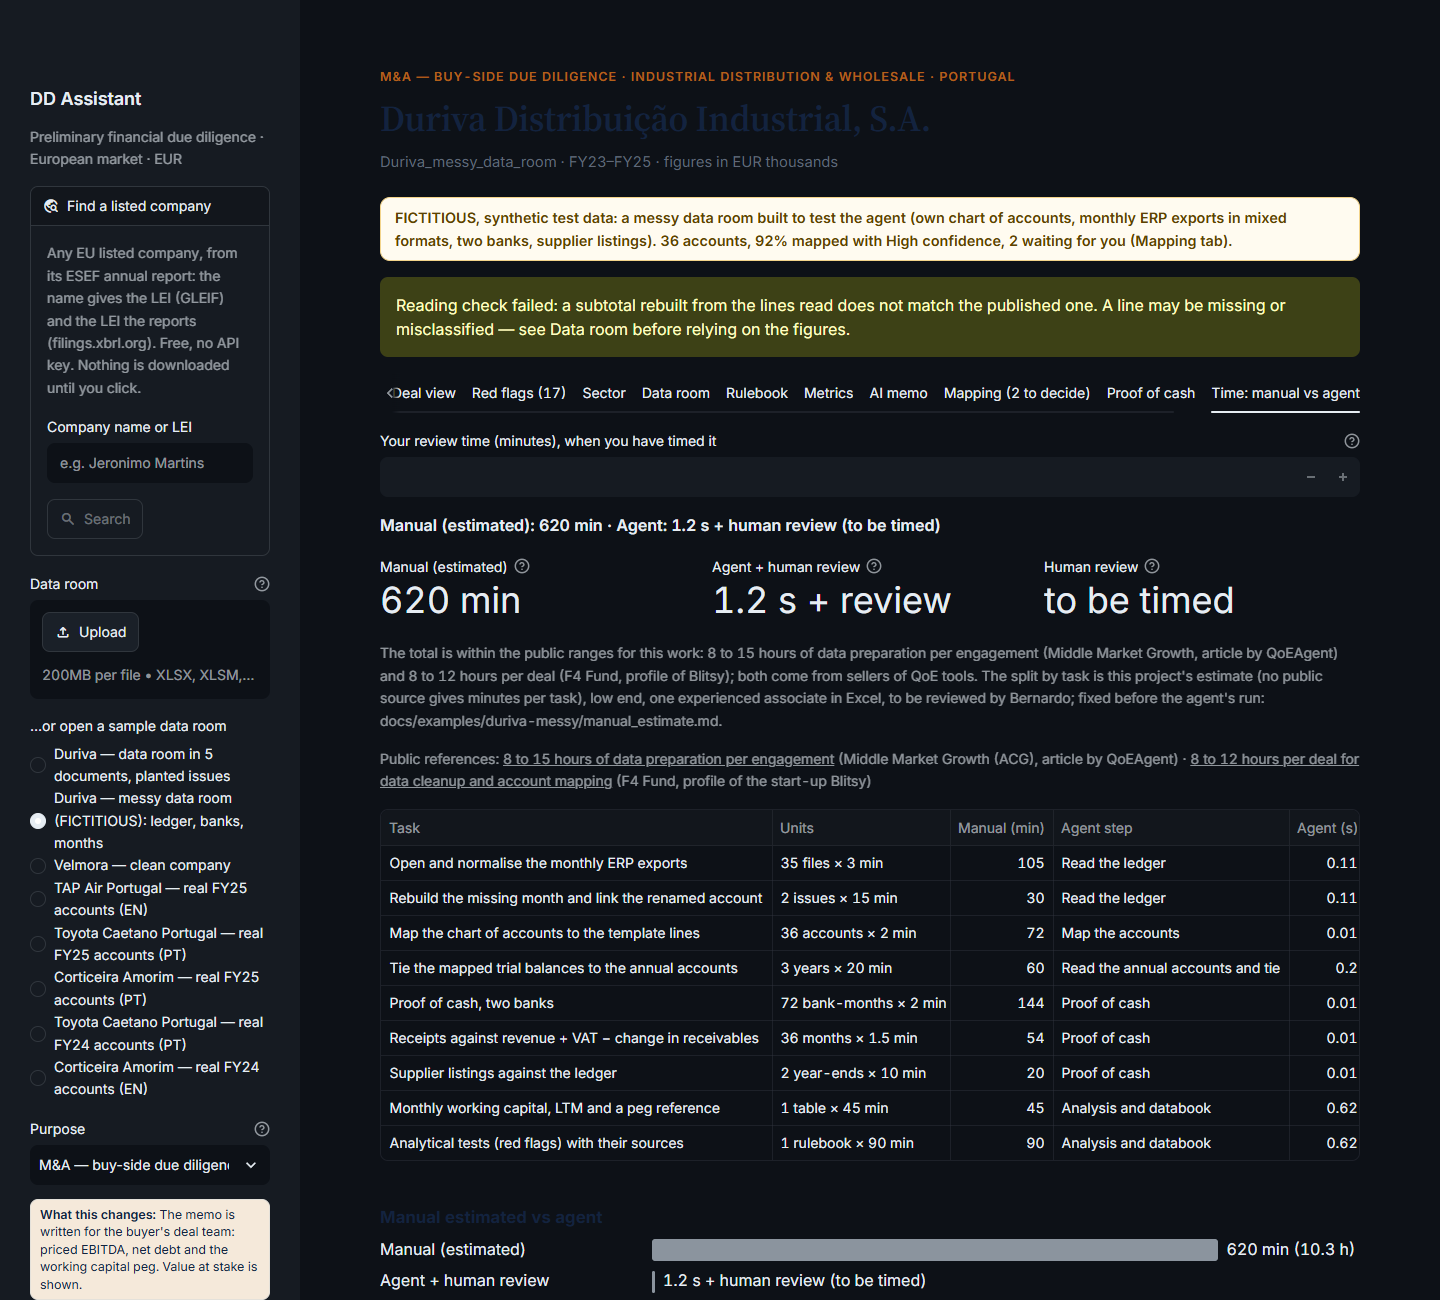 DD Assistant
Preliminary financial due diligence ·
European market · EUR
Find a listed company
Any EU listed company, from
its ESEF annual report: the
name gives the LEI (GLEIF)
and the LEI the reports
(filings.xbrl.org). Free, no API
key. Nothing is downloaded
until you click.
Company name or LEI
e.g. Jeronimo Martins
Search
Data room
Upload
200MB per file • XLSX, XLSM,...
...or open a sample data room
Duriva — data room in 5
documents, planted issues
Duriva — messy data room
(FICTITIOUS): ledger, banks,
months
Velmora — clean company
TAP Air Portugal — real FY25
accounts (EN)
Toyota Caetano Portugal — real
FY25 accounts (PT)
Corticeira Amorim — real FY25
accounts (PT)
Toyota Caetano Portugal — real
FY24 accounts (PT)
Corticeira Amorim — real FY24
accounts (EN)
Purpose
M&A — buy-side due diligen
What this changes: The memo is
written for the buyer's deal team:
priced EBITDA, net debt and the
working capital peg. Value at stake is
shown.
M&A — BUY-SIDE DUE DILIGENCE · INDUSTRIAL DISTRIBUTION & WHOLESALE · PORTUGAL
Duriva Distribuição Industrial, S.A.
Duriva_messy_data_room · FY23–FY25 · figures in EUR thousands
FICTITIOUS, synthetic test data: a messy data room built to test the agent (own chart of accounts, monthly ERP exports in mixed
formats, two banks, supplier listings). 36 accounts, 92% mapped with High confidence, 2 waiting for you (Mapping tab).
Reading check failed: a subtotal rebuilt from the lines read does not match the published one. A line may be missing or
misclassified — see Data room before relying on the figures.
Deal view Red flags (17) Sector Data room Rulebook Metrics AI memo Mapping (2 to decide) Proof of cash Time: manual vs agent
Your review time (minutes), when you have timed it
Manual (estimated): 620 min · Agent: 1.2 s + human review (to be timed)
Manual (estimated) Agent + human review Human review
620 min 1.2 s + review to be timed
The total is within the public ranges for this work: 8 to 15 hours of data preparation per engagement (Middle Market Growth, article by QoEAgent)
and 8 to 12 hours per deal (F4 Fund, profile of Blitsy); both come from sellers of QoE tools. The split by task is this project's estimate (no public
source gives minutes per task), low end, one experienced associate in Excel, to be reviewed by Bernardo; fixed before the agent's run:
docs/examples/duriva-messy/manual_estimate.md.
Public references: 8 to 15 hours of data preparation per engagement (Middle Market Growth (ACG), article by QoEAgent) · 8 to 12 hours per deal for
data cleanup and account mapping (F4 Fund, profile of the start-up Blitsy)
Task Units Manual (min) Agent step Agent (s)
Open and normalise the monthly ERP exports 35 files × 3 min 105 Read the ledger 0.11
Rebuild the missing month and link the renamed account 2 issues × 15 min 30 Read the ledger 0.11
Map the chart of accounts to the template lines 36 accounts × 2 min 72 Map the accounts 0.01
Tie the mapped trial balances to the annual accounts 3 years × 20 min 60 Read the annual accounts and tie 0.2
Proof of cash, two banks 72 bank-months × 2 min 144 Proof of cash 0.01
Receipts against revenue + VAT − change in receivables 36 months × 1.5 min 54 Proof of cash 0.01
Supplier listings against the ledger 2 year-ends × 10 min 20 Proof of cash 0.01
Monthly working capital, LTM and a peg reference 1 table × 45 min 45 Analysis and databook 0.62
Analytical tests (red flags) with their sources 1 rulebook × 90 min 90 Analysis and databook 0.62
Manual estimated vs agent
Manual (estimated) 620 min (10.3 h)
Agent + human review 1.2 s + human review (to be timed)